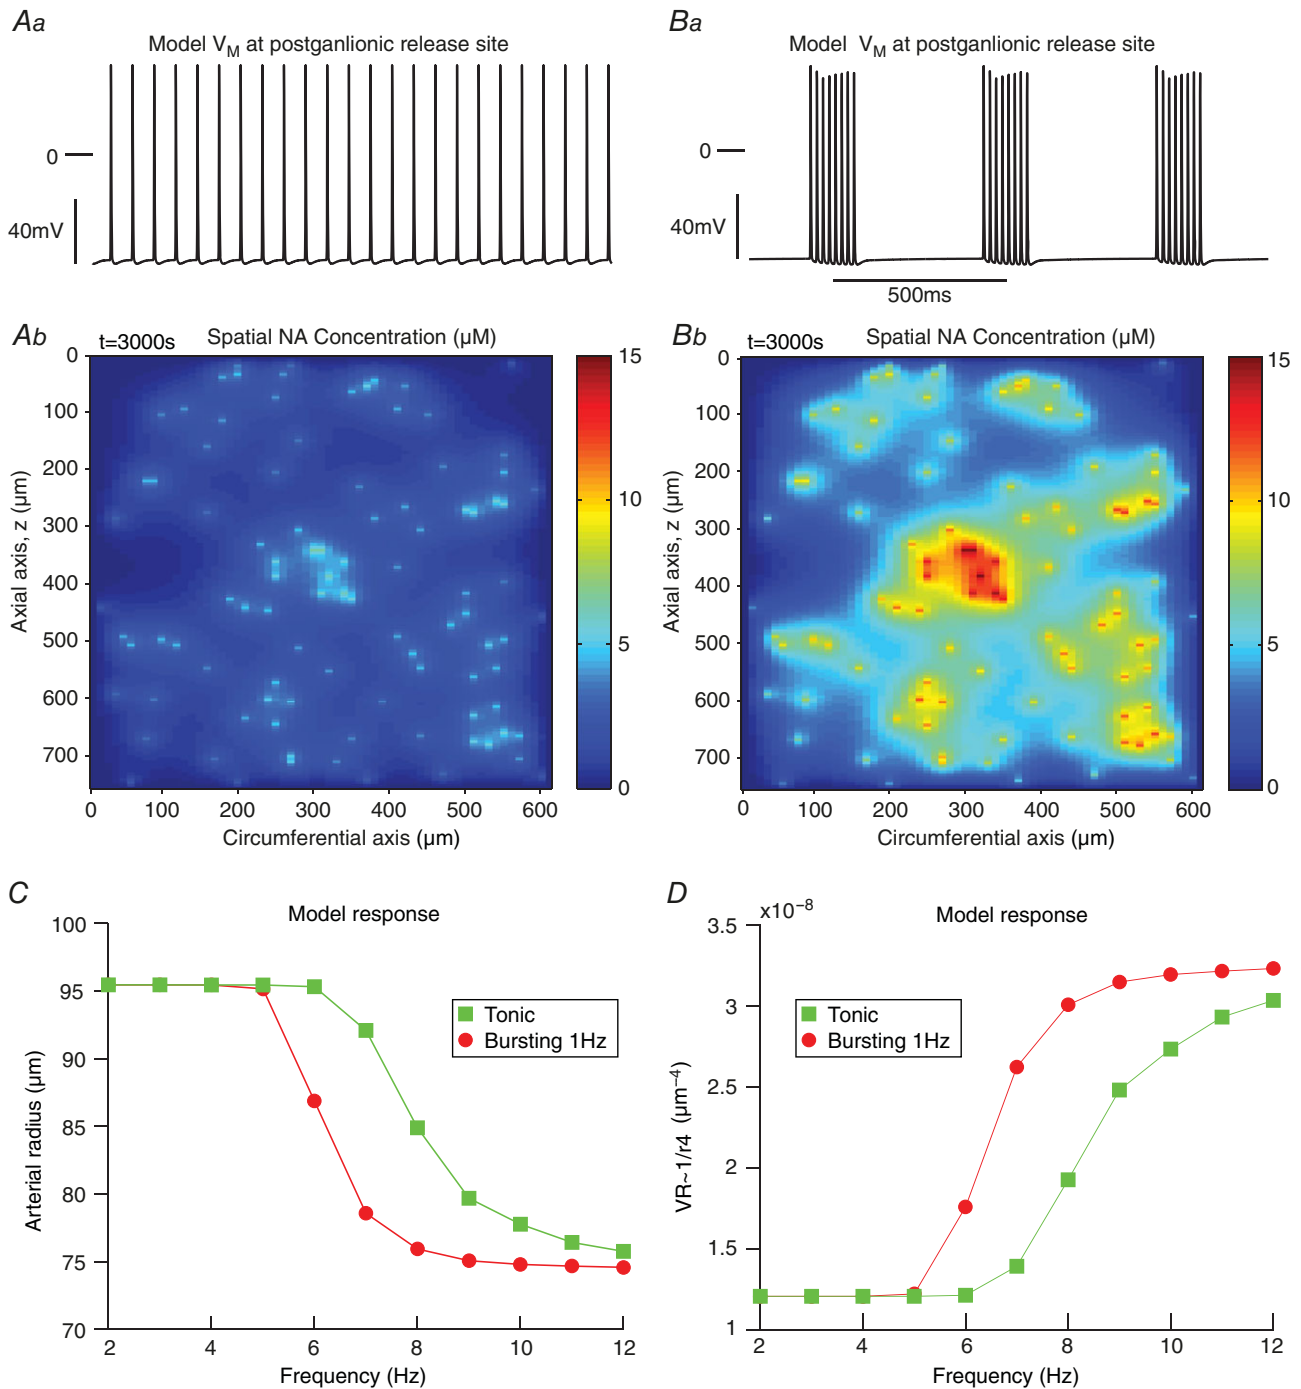 Aa
Model VM at postganlionic release site
0
40mV
Ba
Model VM at postganlionic release site
0
40mV
500ms
Ab
t=3000s Spatial NA Concentration (µM)
0
100
200
300
400
500
600
700
Axial axis, z (µm)
0 100 200 300 400 500 600
Circumferential axis (µm)
15
10
5
0
Bb
t=3000s Spatial NA Concentration (µM)
0
100
200
300
400
500
600
700
Axial axis, z (µm)
0 100 200 300 400 500 600
Circumferential axis (µm)
15
10
5
0
C
Model response
100
95
90
85
80
75
70
Arterial radius (µm)
Tonic
Bursting 1Hz
2 4 6 8 10 12
Frequency (Hz)
D
x10⁻⁸
Model response
3.5
3
2.5
2
1.5
1
VR~1/r4 (µm⁻⁴)
Tonic
Bursting 1Hz
2 4 6 8 10 12
Frequency (Hz)